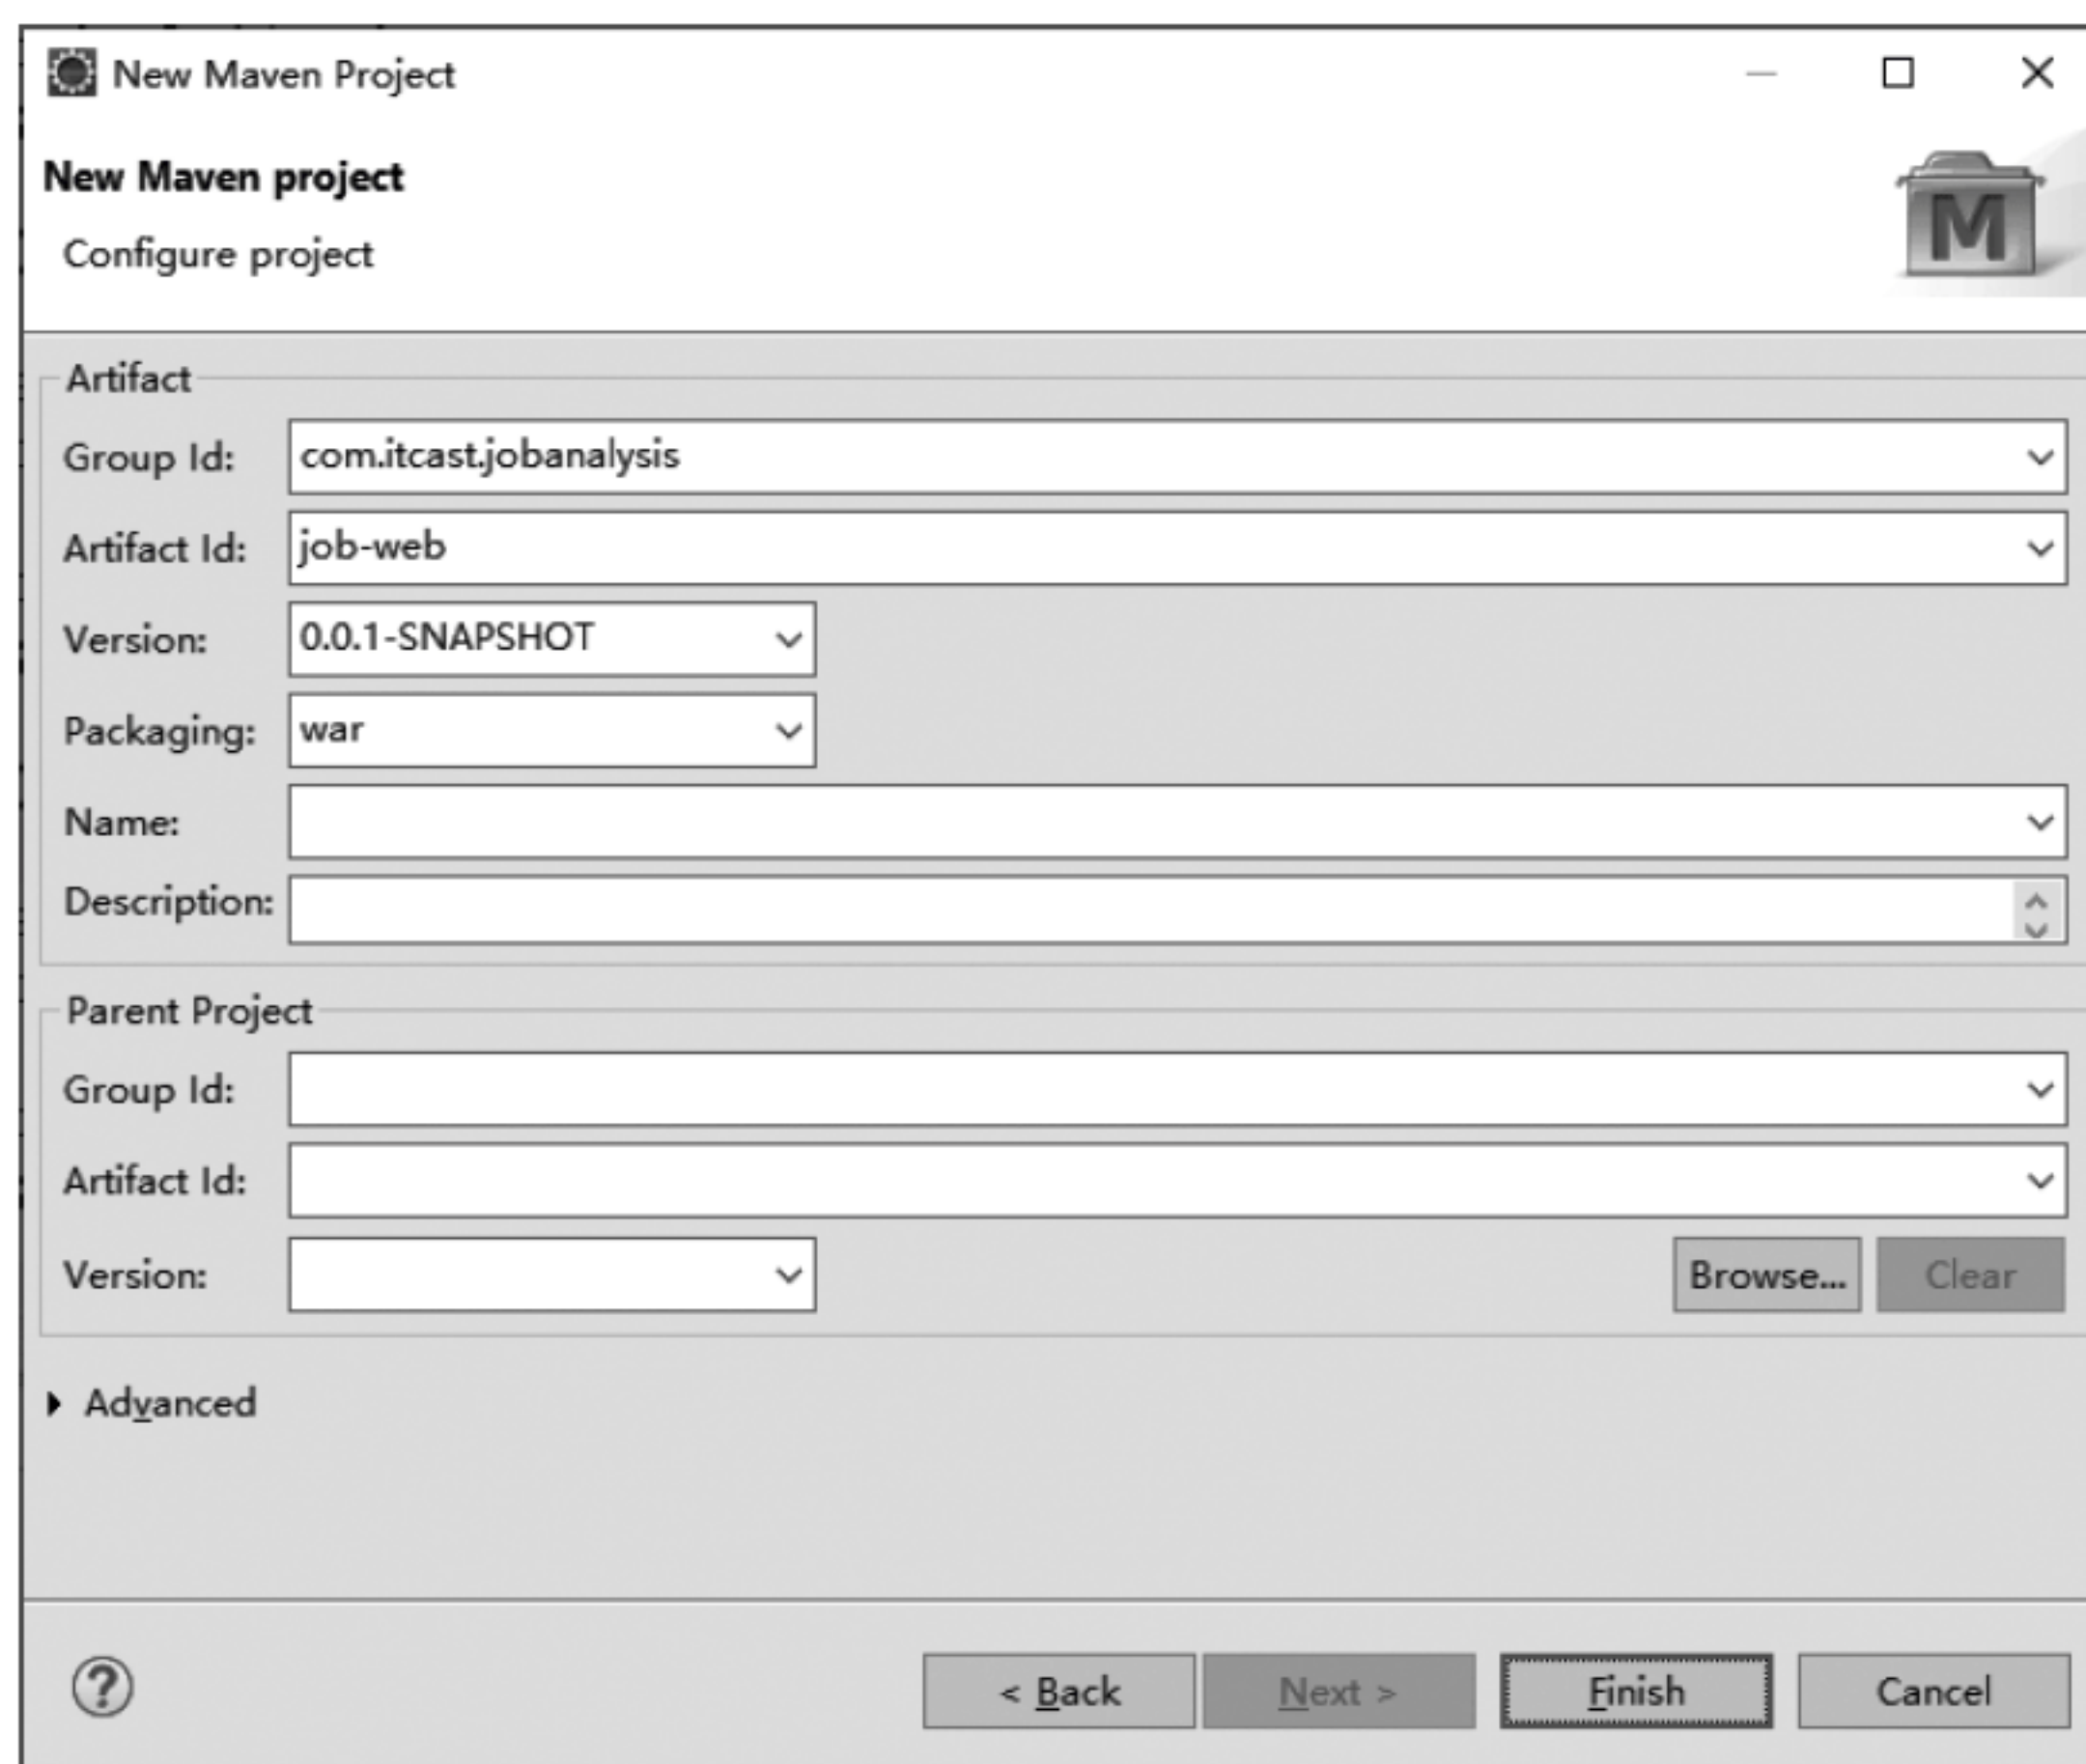 New Maven Project
New Maven project
Configure project
M
Artifact
Group Id: com.itcast.jobanalysis
Artifact Id: job-web
Version: 0.0.1-SNAPSHOT
Packaging: war
Name:
Description:
Parent Project
Group Id:
Artifact Id:
Version:
Browse... Clear
Advanced
? < Back Next > Finish Cancel